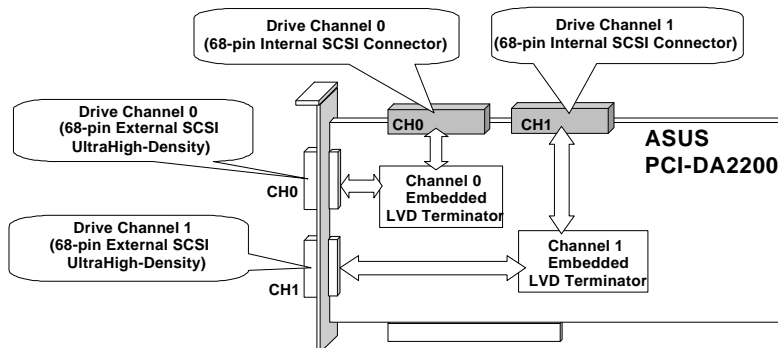 Drive Channel 0
(68-pin Internal SCSI Connector)
Drive Channel 1
(68-pin Internal SCSI Connector)
Drive Channel 0
(68-pin External SCSI
UltraHigh-Density)
CH0
CH1
ASUS
PCI-DA2200
CH0
Channel 0
Embedded
LVD Terminator
Drive Channel 1
(68-pin External SCSI
UltraHigh-Density)
CH1
Channel 1
Embedded
LVD Terminator